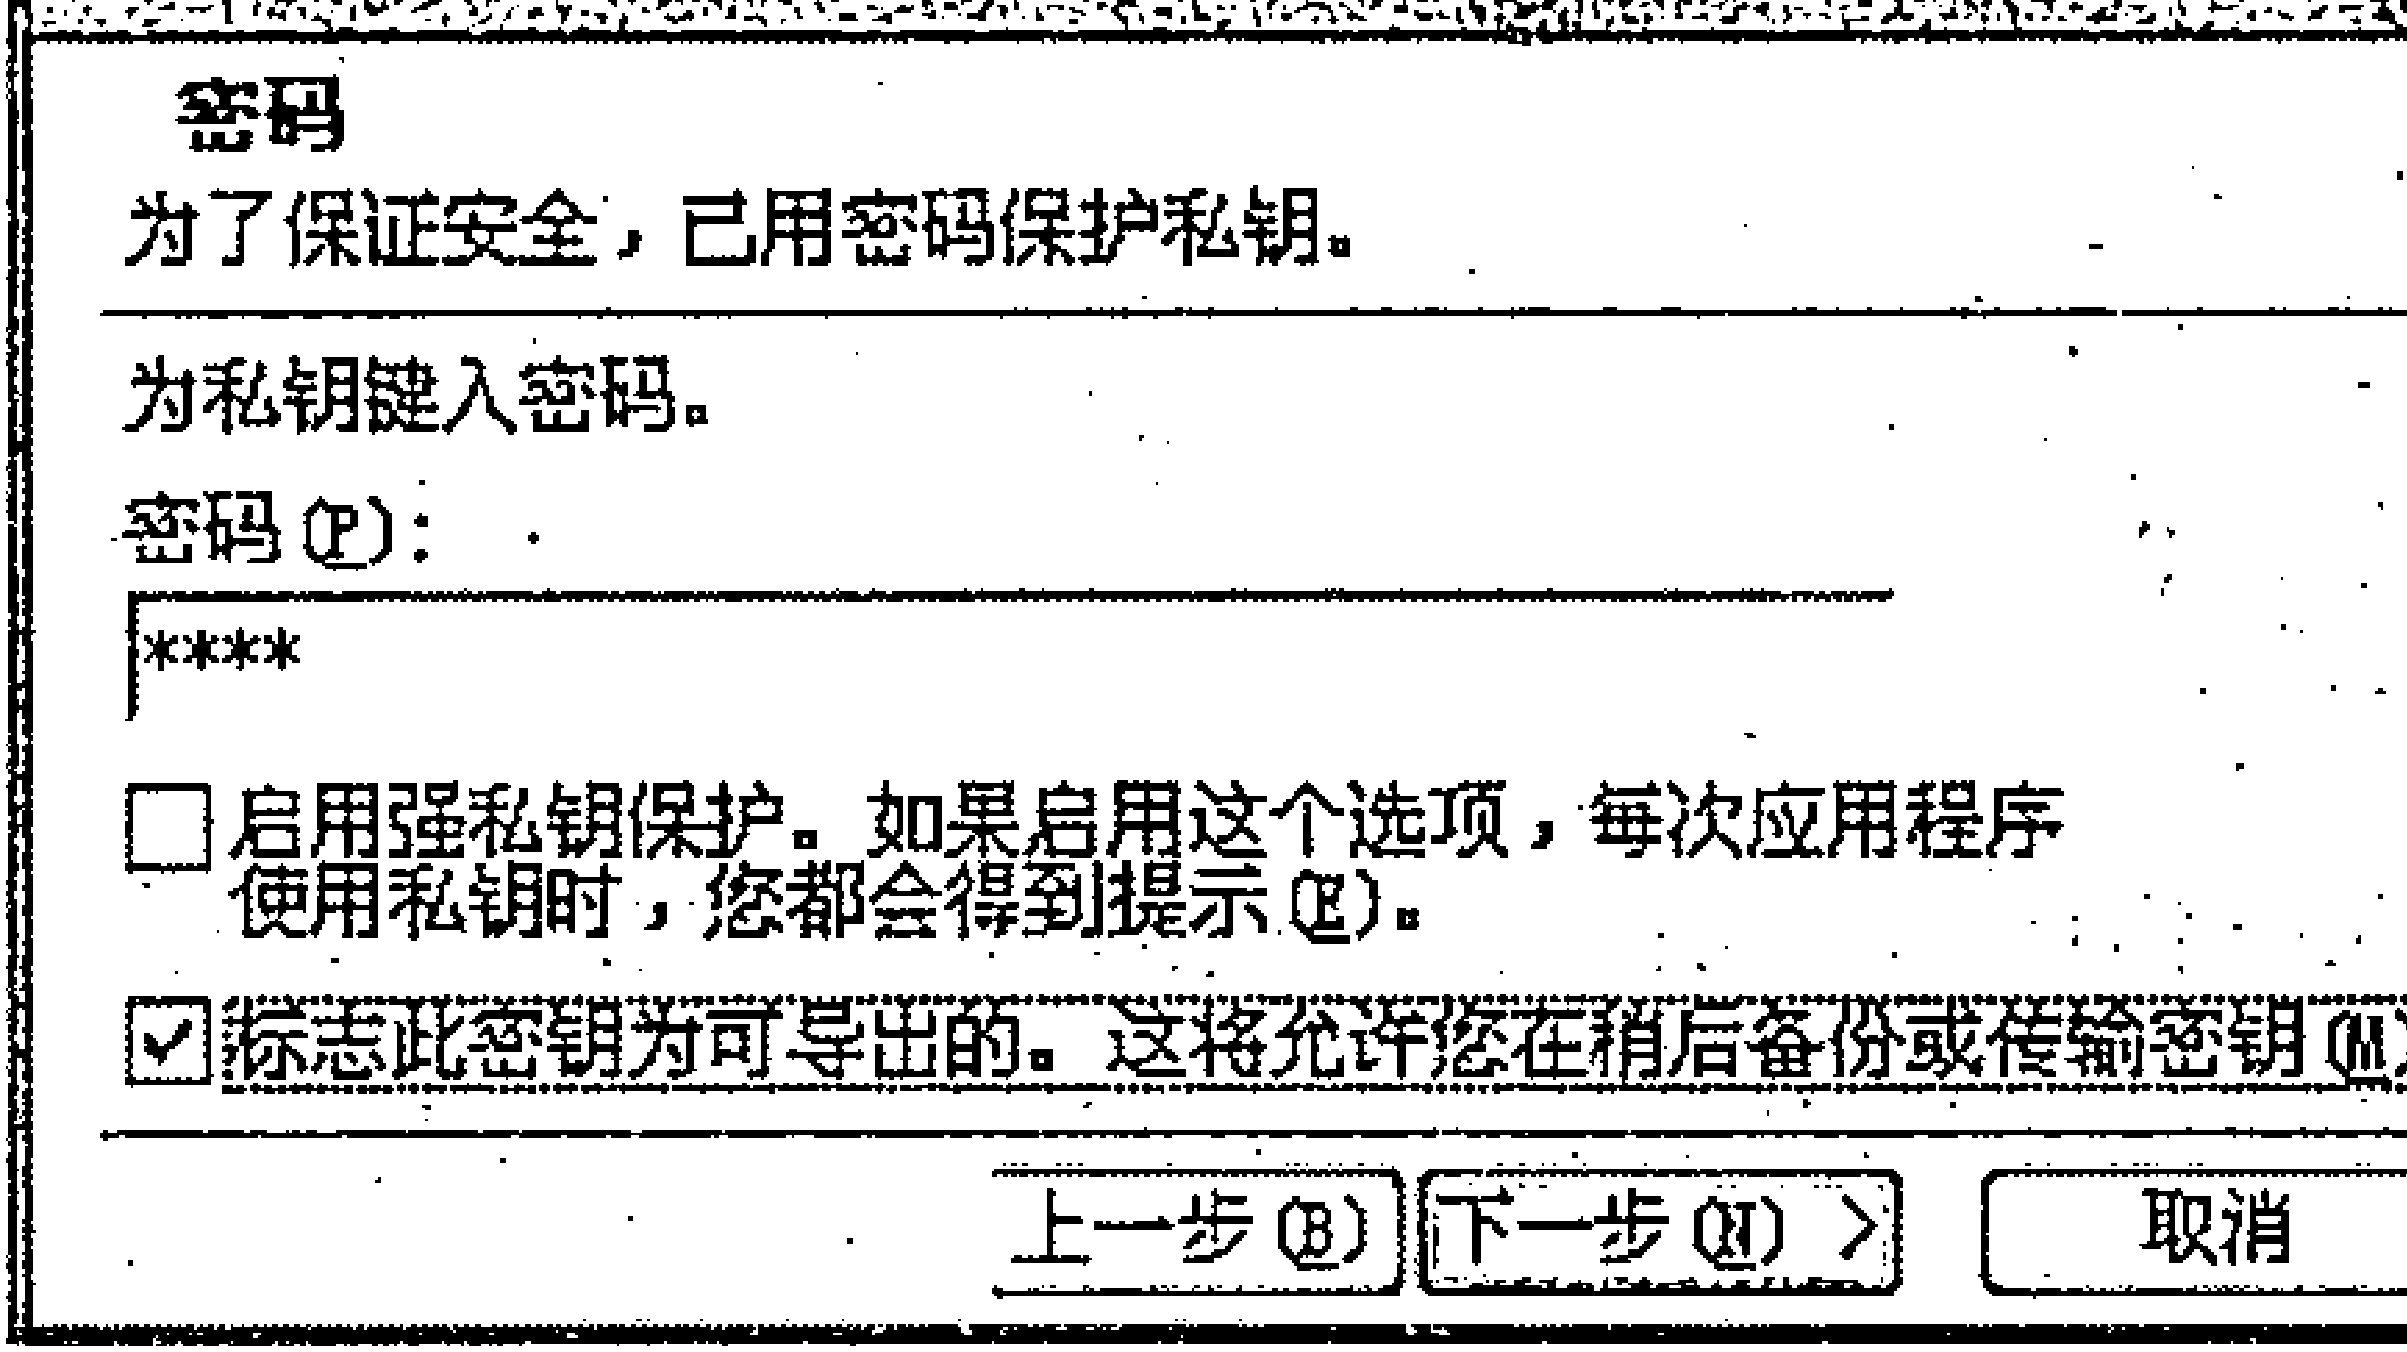 密码
为了保证安全，已用密码保护私钥。
为私钥键入密码。
密码(P)：
****
启用强私钥保护。如果启用这个选项，每次应用程序
使用私钥时，您都会得到提示(E)。
标志此密钥为可导出的。这将允许您在稍后备份或传输密钥(M)
上一步(B)
下一步(N) >
取消